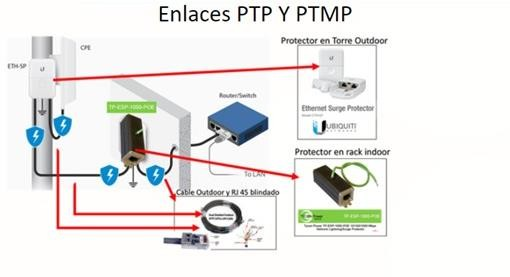 Enlaces PTP Y PTMP
Protector en Torre Outdoor
CPE
ETH-SP
Router/Switch
TP-ESP-1000-POE
Ethernet Surge Protector
UBIQUITI
NETWORKS
Protector en rack indoor
To LAN
Cable Outdoor y RJ 45 blindado
TP-ESP-1000-POE